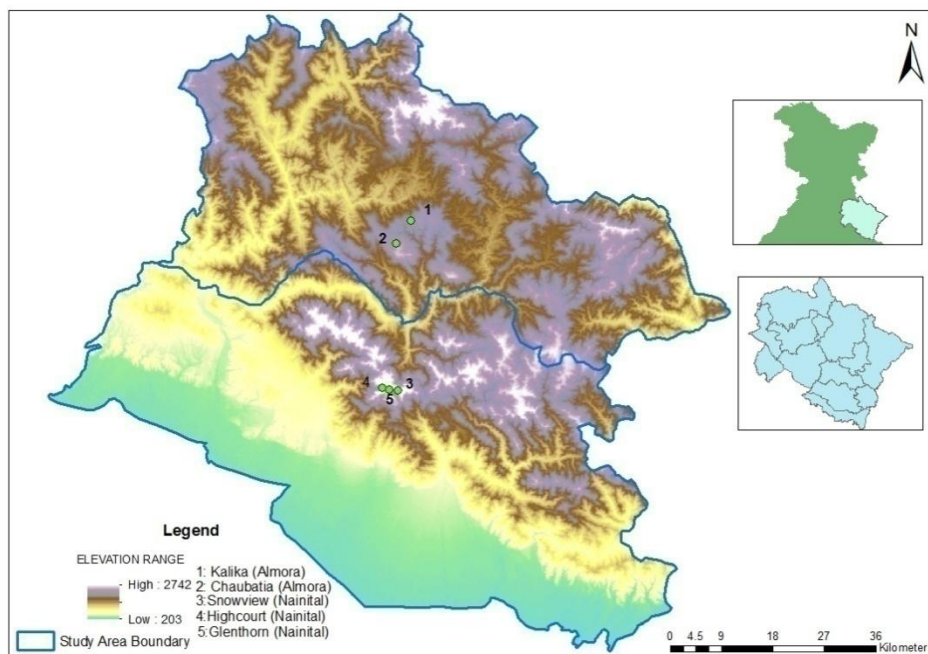 N
1
2
4
3
5
Legend
ELEVATION RANGE
High : 2742
Low : 203
Study Area Boundary
1: Kalika (Almora)
2: Chaubatia (Almora)
3:Snowview (Nainital)
4:Highcourt (Nainital)
5:Glenthorn (Nainital)
0 4.5 9 18 27 36
Kilometer